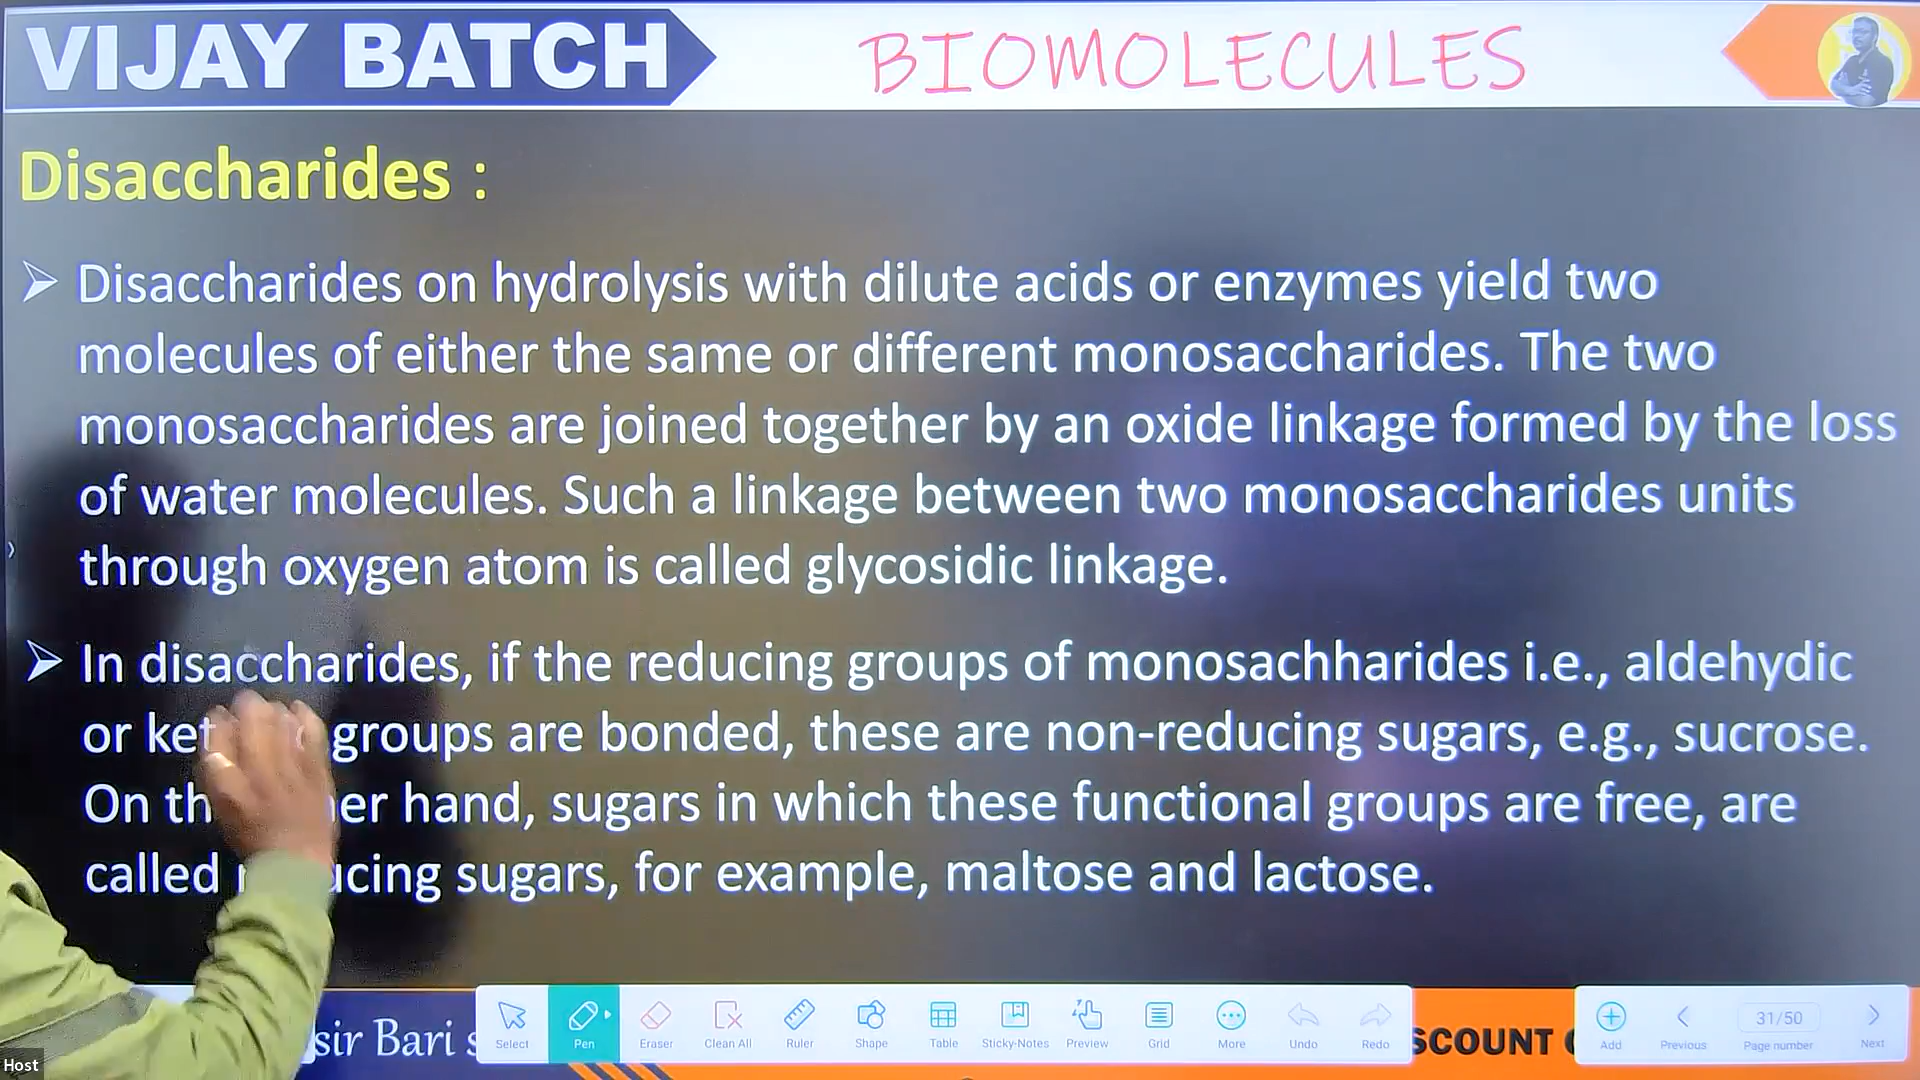 VIJAY BATCH
BIOMOLECULES
Disaccharides :
➢ Disaccharides on hydrolysis with dilute acids or enzymes yield two
molecules of either the same or different monosaccharides. The two
monosaccharides are joined together by an oxide linkage formed by the loss
of water molecules. Such a linkage between two monosaccharides units
through oxygen atom is called glycosidic linkage.
➢ In disaccharides, if the reducing groups of monosachharides i.e., aldehydic
or groups are bonded, these are non-reducing sugars, e.g., sucrose.
On hand, sugars in which these functional groups are free, are
called sugars, for example, maltose and lactose.
sir Bari
Select Pen Eraser Clean All Ruler Shape Table Sticky-Notes Preview Grid More Undo Redo
Add Previous 31/50 Page number Next
Host